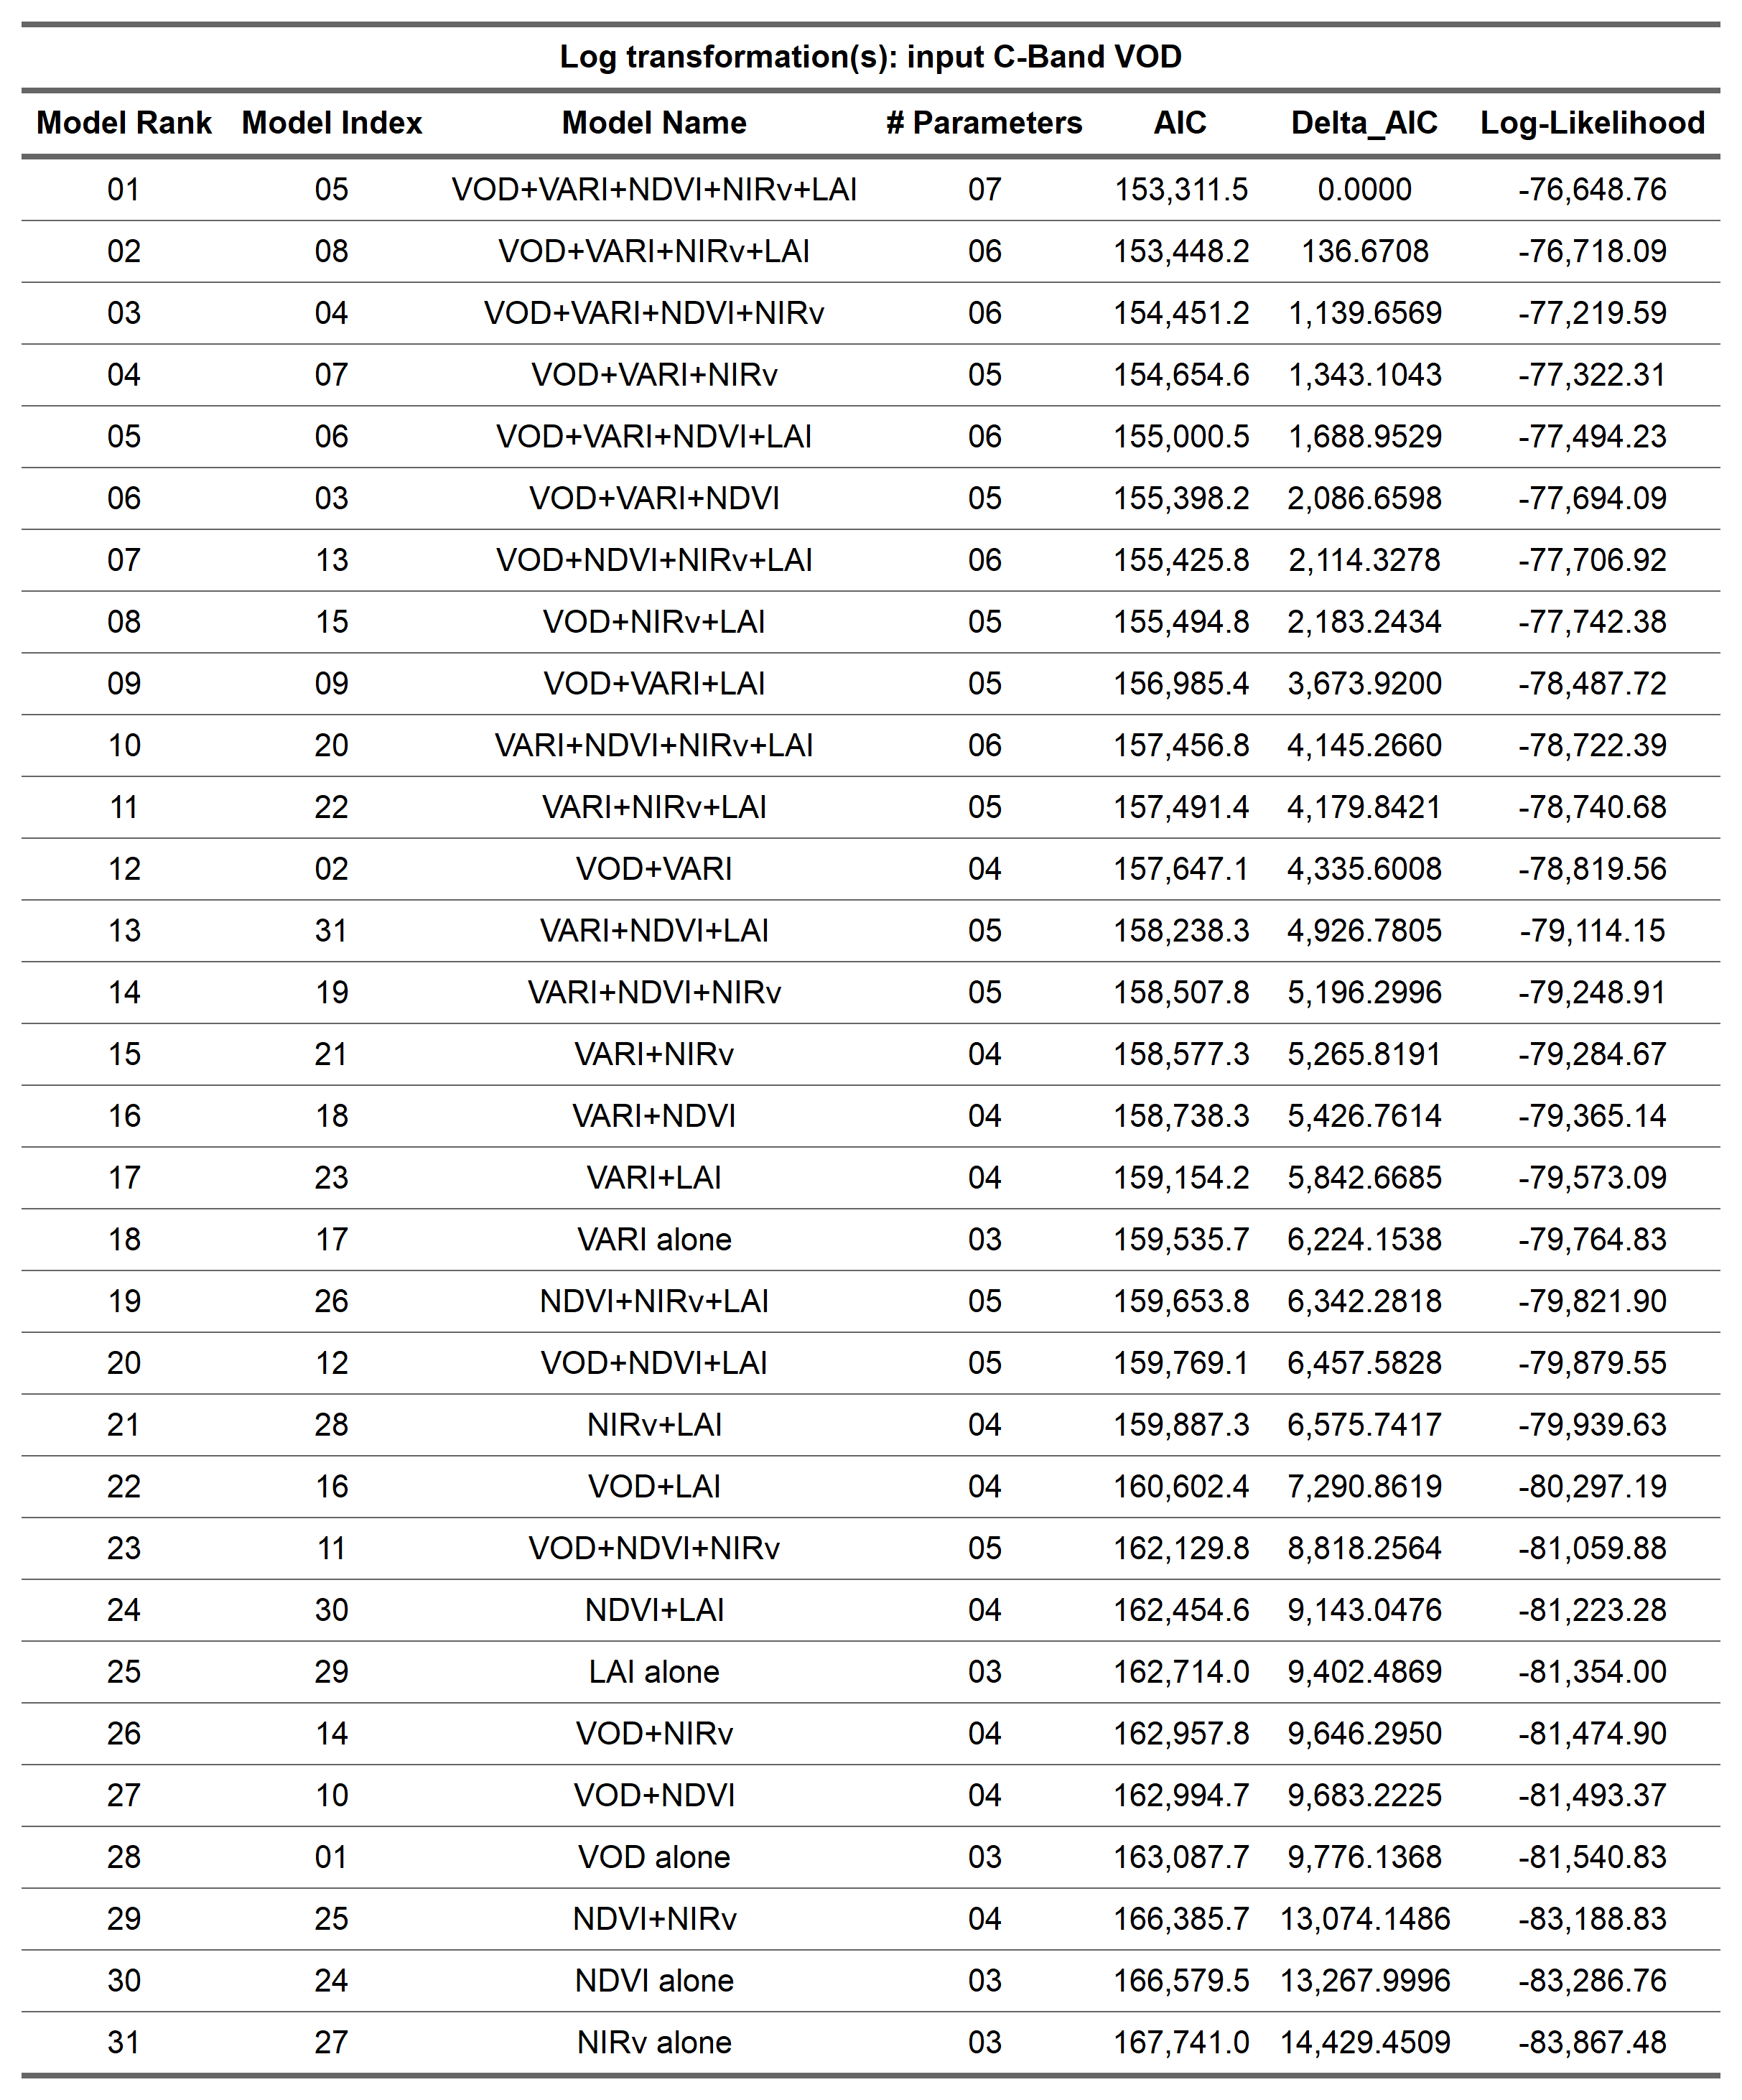 Log transformation(s): input C-Band VOD
Model Rank Model Index Model Name # Parameters AIC Delta_AIC Log-Likelihood
01 05 VOD+VARI+NDVI+NIRv+LAI 07 153,311.5 0.0000 -76,648.76
02 08 VOD+VARI+NIRv+LAI 06 153,448.2 136.6708 -76,718.09
03 04 VOD+VARI+NDVI+NIRv 06 154,451.2 1,139.6569 -77,219.59
04 07 VOD+VARI+NIRv 05 154,654.6 1,343.1043 -77,322.31
05 06 VOD+VARI+NDVI+LAI 06 155,000.5 1,688.9529 -77,494.23
06 03 VOD+VARI+NDVI 05 155,398.2 2,086.6598 -77,694.09
07 13 VOD+NDVI+NIRv+LAI 06 155,425.8 2,114.3278 -77,706.92
08 15 VOD+NIRv+LAI 05 155,494.8 2,183.2434 -77,742.38
09 09 VOD+VARI+LAI 05 156,985.4 3,673.9200 -78,487.72
10 20 VARI+NDVI+NIRv+LAI 06 157,456.8 4,145.2660 -78,722.39
11 22 VARI+NIRv+LAI 05 157,491.4 4,179.8421 -78,740.68
12 02 VOD+VARI 04 157,647.1 4,335.6008 -78,819.56
13 31 VARI+NDVI+LAI 05 158,238.3 4,926.7805 -79,114.15
14 19 VARI+NDVI+NIRv 05 158,507.8 5,196.2996 -79,248.91
15 21 VARI+NIRv 04 158,577.3 5,265.8191 -79,284.67
16 18 VARI+NDVI 04 158,738.3 5,426.7614 -79,365.14
17 23 VARI+LAI 04 159,154.2 5,842.6685 -79,573.09
18 17 VARI alone 03 159,535.7 6,224.1538 -79,764.83
19 26 NDVI+NIRv+LAI 05 159,653.8 6,342.2818 -79,821.90
20 12 VOD+NDVI+LAI 05 159,769.1 6,457.5828 -79,879.55
21 28 NIRv+LAI 04 159,887.3 6,575.7417 -79,939.63
22 16 VOD+LAI 04 160,602.4 7,290.8619 -80,297.19
23 11 VOD+NDVI+NIRv 05 162,129.8 8,818.2564 -81,059.88
24 30 NDVI+LAI 04 162,454.6 9,143.0476 -81,223.28
25 29 LAI alone 03 162,714.0 9,402.4869 -81,354.00
26 14 VOD+NIRv 04 162,957.8 9,646.2950 -81,474.90
27 10 VOD+NDVI 04 162,994.7 9,683.2225 -81,493.37
28 01 VOD alone 03 163,087.7 9,776.1368 -81,540.83
29 25 NDVI+NIRv 04 166,385.7 13,074.1486 -83,188.83
30 24 NDVI alone 03 166,579.5 13,267.9996 -83,286.76
31 27 NIRv alone 03 167,741.0 14,429.4509 -83,867.48